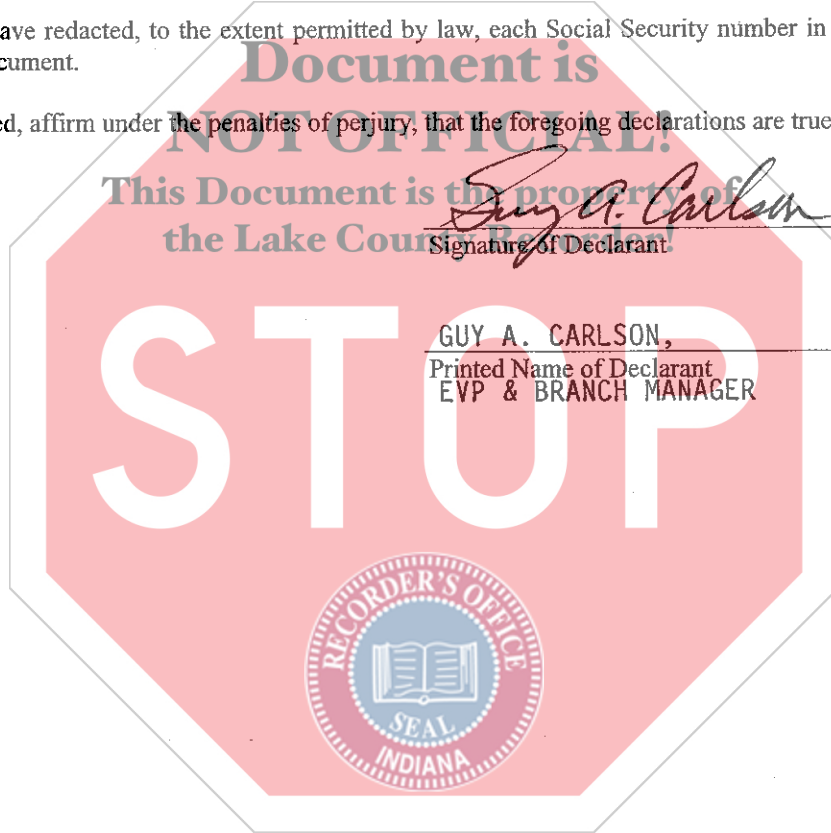 ave redacted, to the extent permitted by law, each Social Security number in
cument.
Document is
ed, affirm under the penalties of perjury, that the foregoing declarations are true
NOT OFFICIAL!
This Document is the property of
the Lake County Recorder!
Guy A. Carlson
Signature of Declarant
GUY A. CARLSON,
Printed Name of Declarant
EVP & BRANCH MANAGER
STOP
RECORDER'S OFFICE
SEAL
INDIANA